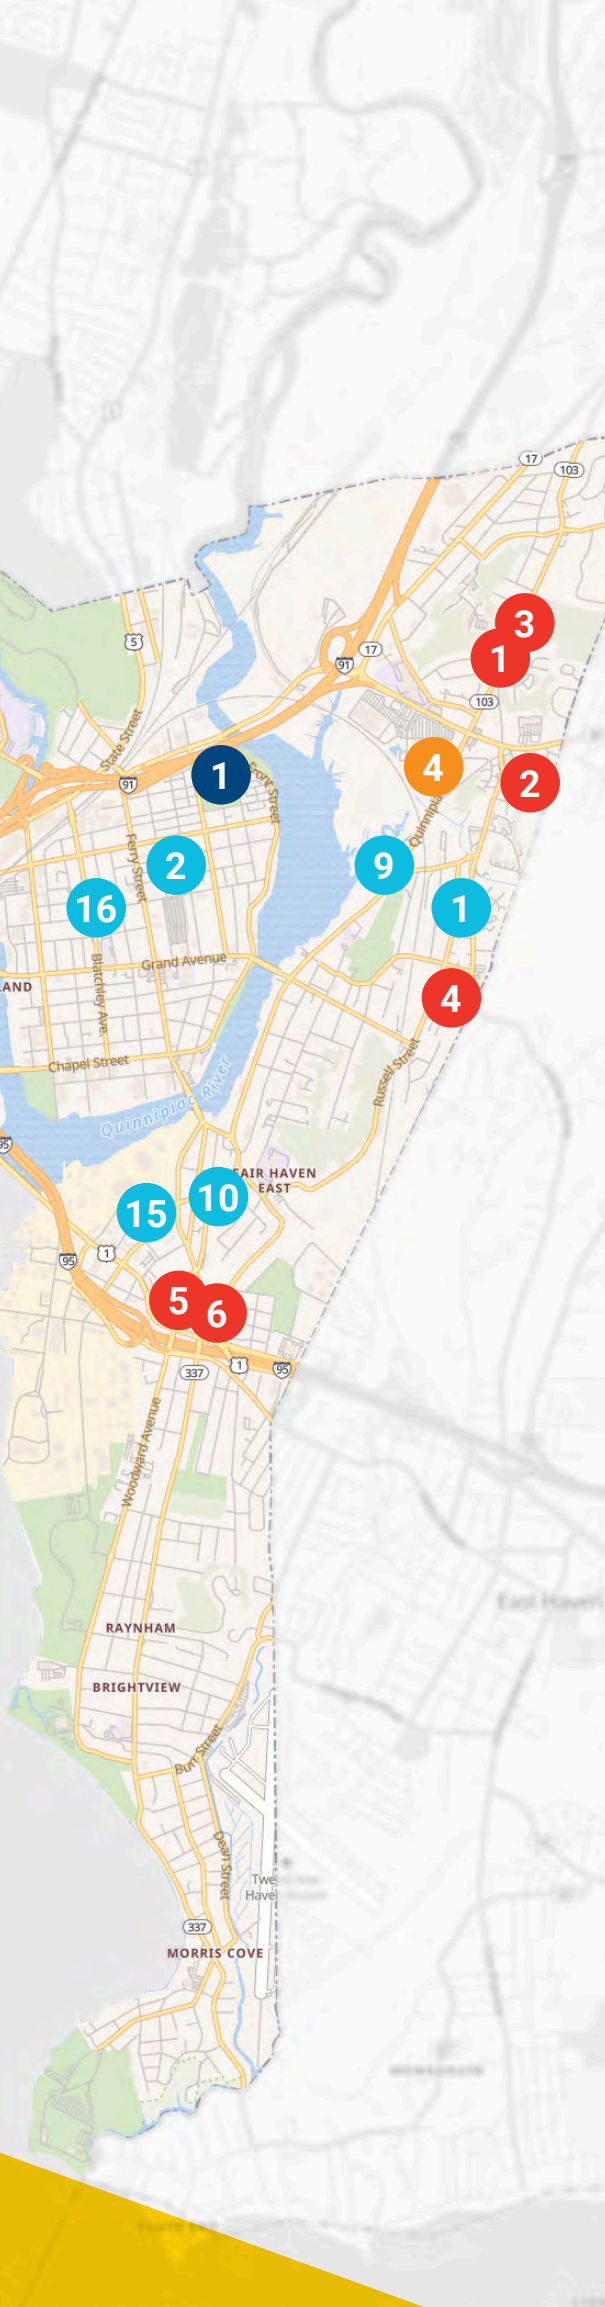 17
103
5
3
17
1
91
103
State Street
4
1
Front Street
2
91
Quinnipia
Ferry Street
2
9
16
1
Grand Avenue
LAND
Blatchley Ave.
4
Chapel Street
Russell Street
Quinnipiac River
95
FAIR HAVEN
EAST
10
15
1
95
5
6
1
337
95
Woodward Avenue
East Haven
RAYNHAM
BRIGHTVIEW
Burr Street
Dean Street
Twe
Have
337
MORRIS COVE